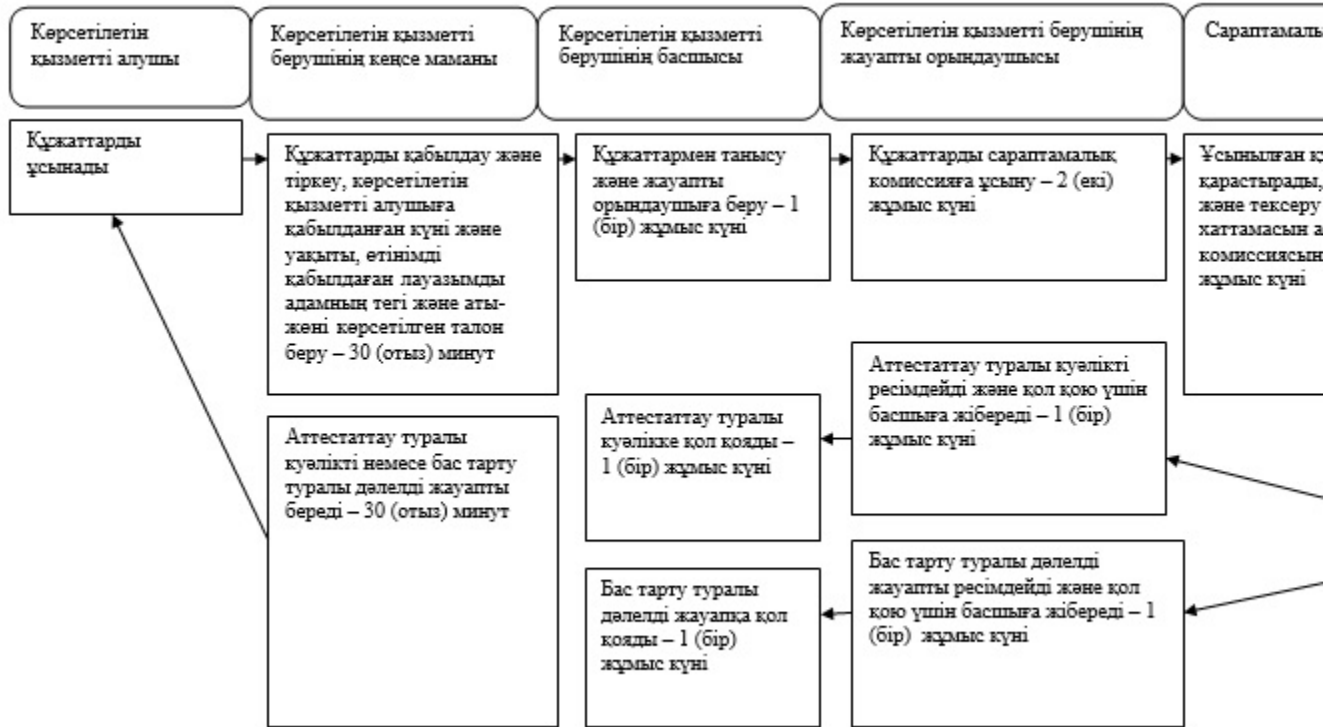 Көрсетілетін
қызметті алушы
Көрсетілетін қызметті
берушінің кеңсе маманы
Көрсетілетін қызметті
берушінің басшысы
Көрсетілетін қызметті берушінің
жауапты орындаушысы
Құжаттарды
ұсынады
Құжаттарды қабылдау және
тіркеу, көрсетілетін
қызметті алушыға
қабылданған күні және
уақыты, өтінімді
қабылдаған лауазымды
адамның тегі және аты-
жөні көрсетілген талон
беру – 30 (отыз) минут
Құжаттармен танысу
және жауапты
орындаушыға беру – 1
(бір) жұмыс күні
Құжаттарды сараптамалық
комиссияға ұсыну – 2 (екі)
жұмыс күні
Ұсынылған
қарастырады,
және тексеру
хаттамасын
жұмыс күні
Аттестаттау туралы куәлікті
ресімдейді және қол қою үшін
басшыға жібереді – 1 (бір)
жұмыс күні
Аттестаттау туралы
куәлікке қол қояды –
1 (бір) жұмыс күні
Аттестаттау туралы
куәлікті немесе бас тарту
туралы дәлелді жауапты
береді – 30 (отыз) минут
Бас тарту туралы дәлелді
жауапты ресімдейді және қол
қою үшін басшыға жібереді – 1
(бір) жұмыс күні
Бас тарту туралы
дәлелді жауапқа қол
қояды – 1 (бір)
жұмыс күні